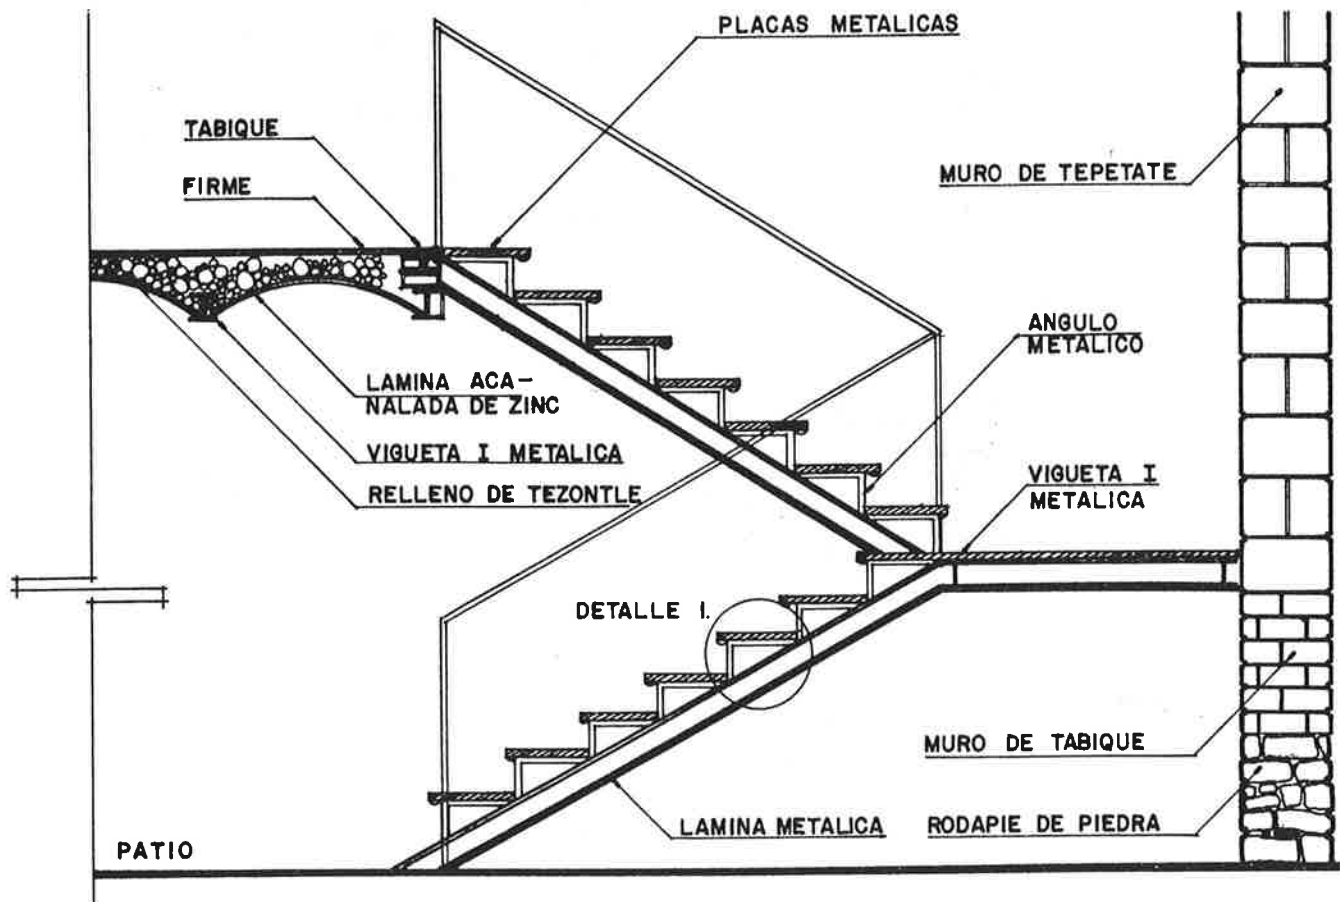 PLACAS METALICAS
TABIQUE
FIRME
MURO DE TEPETATE
ANGULO
METALICO
LAMINA ACA-
NALADA DE ZINC
VIGUETA I METALICA
RELLENO DE TEZONTLE
VIGUETA I
METALICA
DETALLE I.
MURO DE TABIQUE
LAMINA METALICA
RODAPIE DE PIEDRA
PATIO